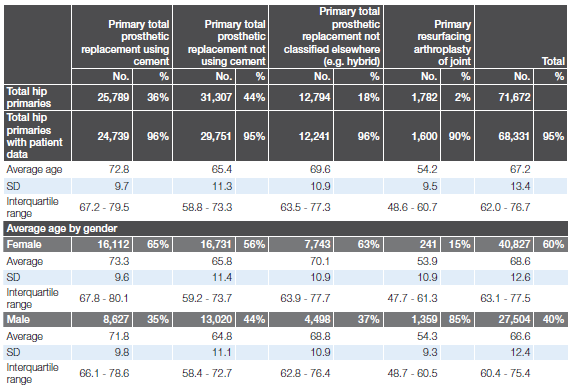 Primary total prosthetic replacement using cement
Primary total prosthetic replacement not using cement
Primary total prosthetic replacement not classified elsewhere (e.g. hybrid)
Primary resurfacing arthroplasty of joint
Total
No. % No. % No. % No. % No. %
Total hip primaries 25,789 36% 31,307 44% 12,794 18% 1,782 2% 71,672
Total hip primaries with patient data 24,739 96% 29,751 95% 12,241 96% 1,600 90% 68,331 95%
Average age 72.8 65.4 69.6 54.2 67.2
SD 9.7 11.3 10.9 9.5 13.4
Interquartile range 67.2 - 79.5 58.8 - 73.3 63.5 - 77.3 48.6 - 60.7 62.0 - 76.7
Average age by gender
Female 16,112 65% 16,731 56% 7,743 63% 241 15% 40,827 60%
Average 73.3 65.8 70.1 53.9 68.6
SD 9.6 11.4 10.9 10.9 12.6
Interquartile range 67.8 - 80.1 59.2 - 73.7 63.9 - 77.7 47.7 - 61.3 63.1 - 77.5
Male 8,627 35% 13,020 44% 4,498 37% 1,359 85% 27,504 40%
Average 71.8 64.8 68.8 54.3 66.6
SD 9.8 11.1 10.9 9.3 12.4
Interquartile range 66.1 - 78.6 58.4 - 72.7 62.8 - 76.4 48.7 - 60.5 60.4 - 75.4